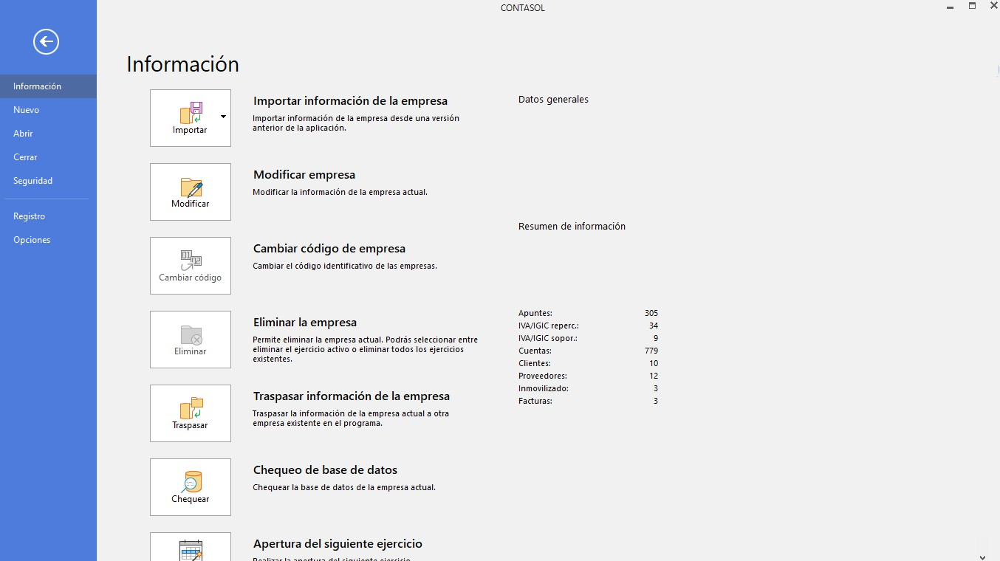 CONTASOL
Información
Nuevo
Abrir
Cerrar
Seguridad
Registro
Opciones
Información
Importar
Importar información de la empresa
Importar información de la empresa desde una versión
anterior de la aplicación.
Modificar
Modificar empresa
Modificar la información de la empresa actual.
Cambiar código
Cambiar código de empresa
Cambiar el código identificativo de las empresas.
Eliminar
Eliminar la empresa
Permite eliminar la empresa actual. Podrás seleccionar entre
eliminar el ejercicio activo o eliminar todos los ejercicios
existentes.
Traspasar
Traspasar información de la empresa
Traspasar la información de la empresa actual a otra
empresa existente en el programa.
Chequear
Chequeo de base de datos
Chequear la base de datos de la empresa actual.
Apertura del siguiente ejercicio
Realizar la apertura del siguiente ejercicio
Datos generales
Resumen de información
Apuntes: 305
IVA/IGIC reperc.: 34
IVA/IGIC sopor.: 9
Cuentas: 779
Clientes: 10
Proveedores: 12
Inmovilizado: 3
Facturas: 3